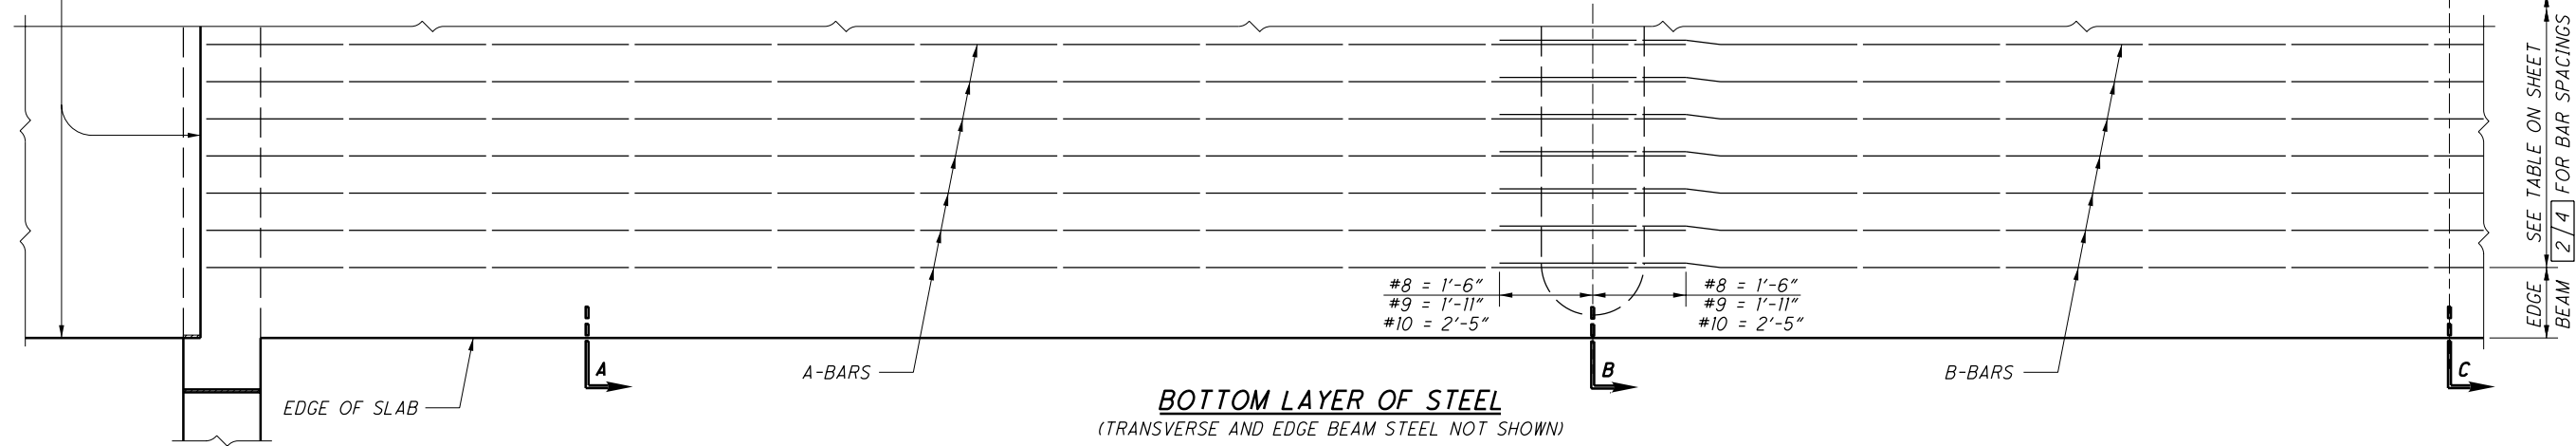 #8 = 1'-6"
#9 = 1'-11"
#10 = 2'-5"
#8 = 1'-6"
#9 = 1'-11"
#10 = 2'-5"
SEE TABLE ON SHEET
2/4 FOR BAR SPACINGS
EDGE
BEAM
A
B
C
A-BARS
B-BARS
EDGE OF SLAB
BOTTOM LAYER OF STEEL
(TRANSVERSE AND EDGE BEAM STEEL NOT SHOWN)